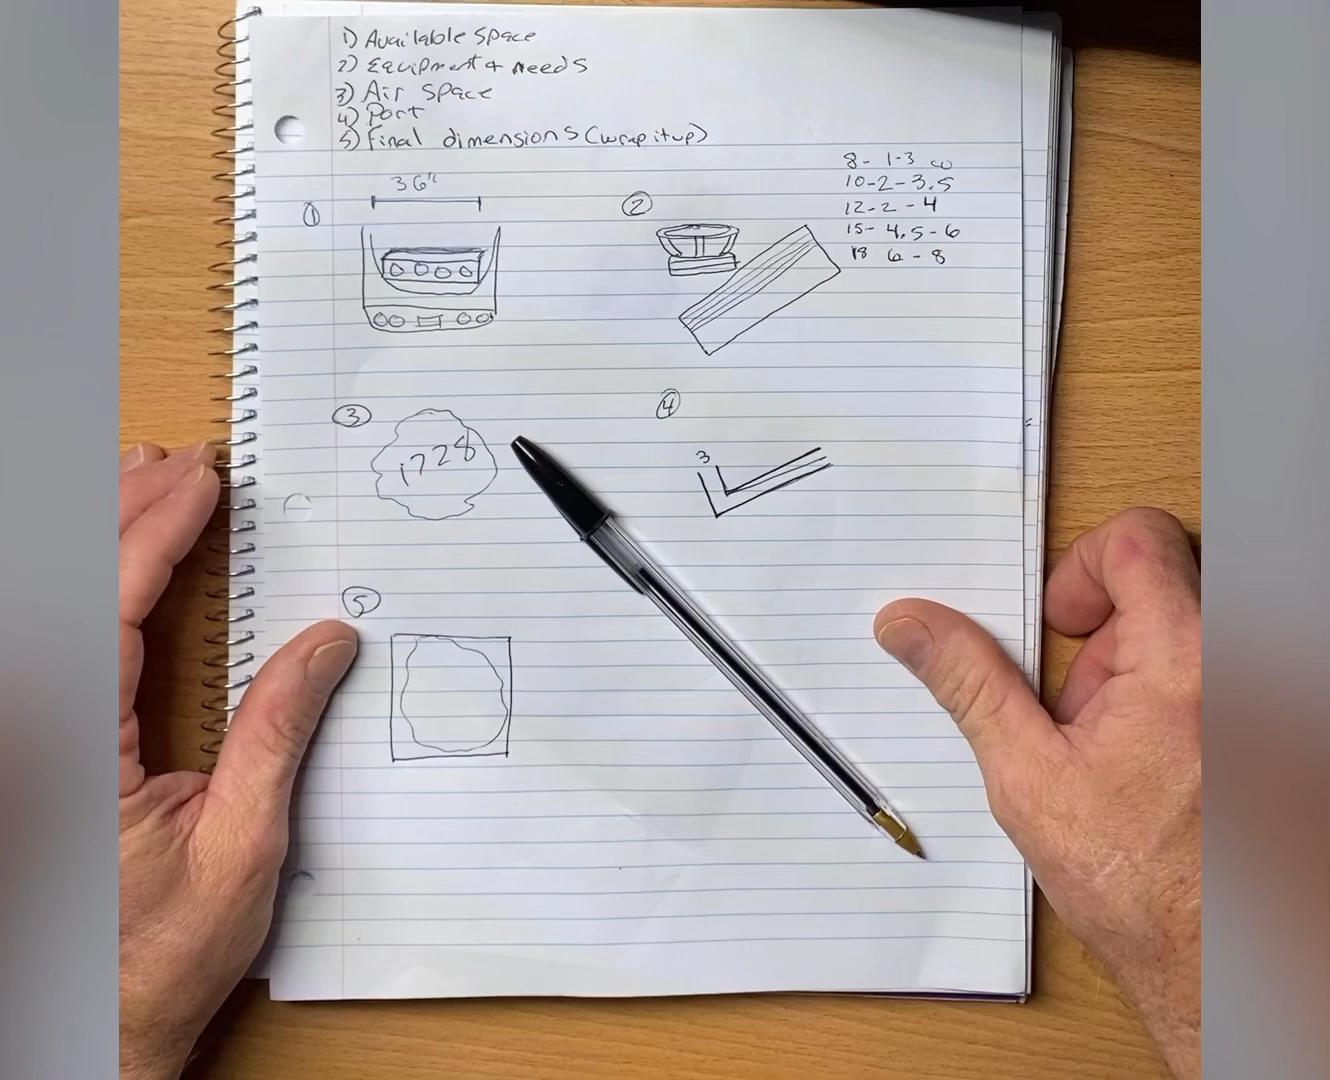 1) Available space
2) Equipment + needs
3) Air space
4) Port
5) Final dimensions (wrap it up)
8- 1-3
10-2-3.5
12-2-4
15- 4.5-6
18 6-8
36"
①
②
③
1728
④
3
⑤